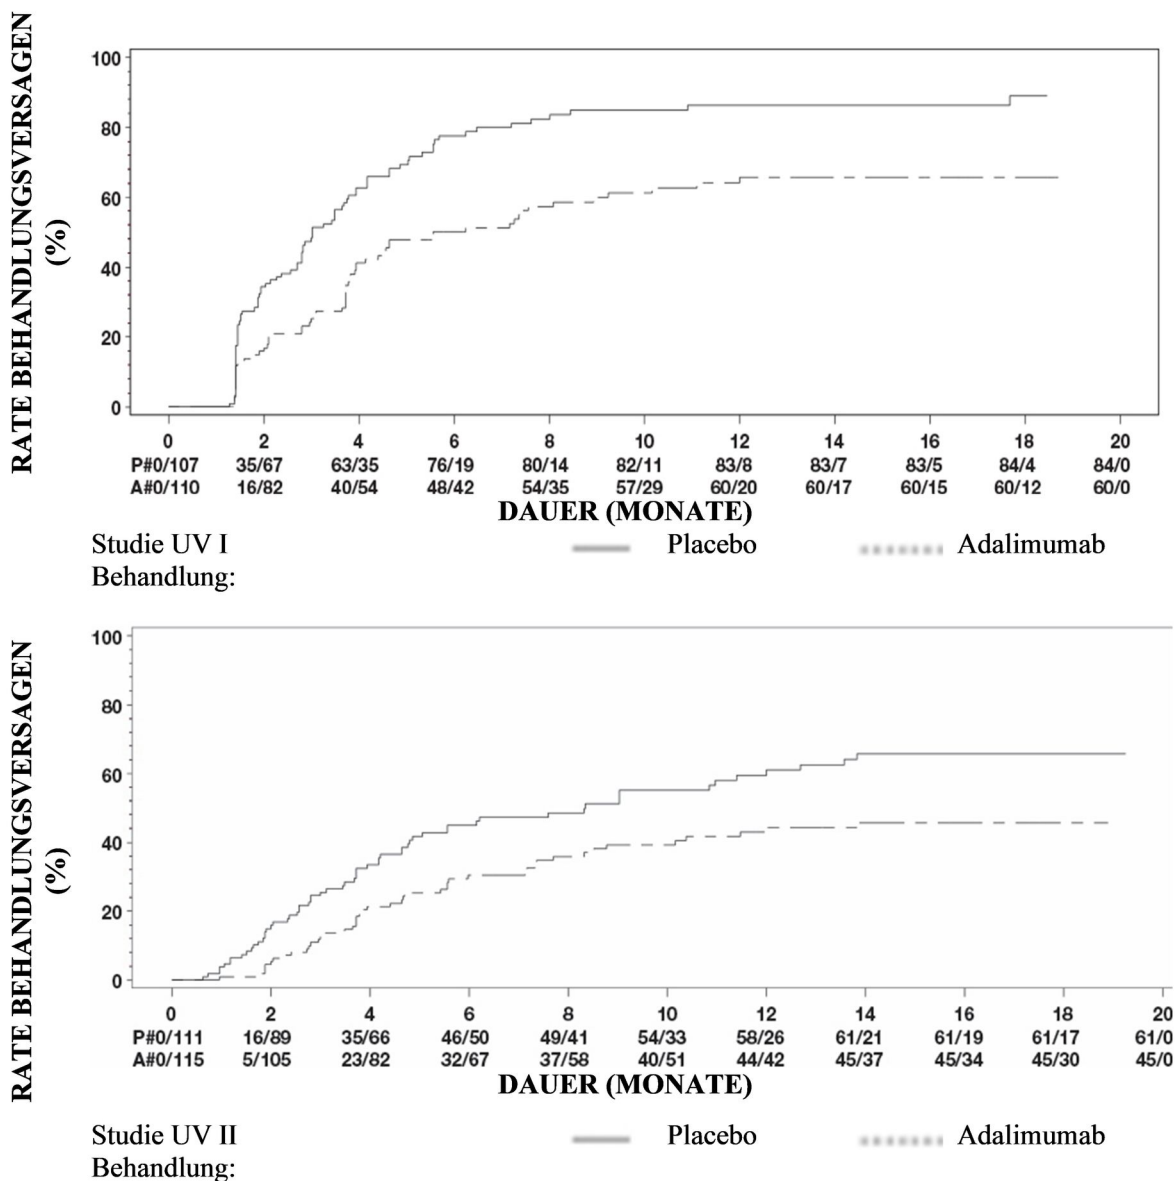 RATE BEHANDLUNGSVERSAGEN
(%)
100
80
60
40
20
0
0 2 4 6 8 10 12 14 16 18 20
P#0/107 35/67 63/35 76/19 80/14 82/11 83/8 83/7 83/5 84/4 84/0
A#0/110 16/82 40/54 48/42 54/35 57/29 60/20 60/17 60/15 60/12 60/0
DAUER (MONATE)
Studie UV I Placebo Adalimumab
Behandlung:
RATE BEHANDLUNGSVERSAGEN
(%)
100
80
60
40
20
0
0 2 4 6 8 10 12 14 16 18 20
P#0/111 16/89 35/66 46/50 49/41 54/33 58/26 61/21 61/19 61/17 61/0
A#0/115 5/105 23/82 32/67 37/58 40/51 44/42 45/37 45/34 45/30 45/0
DAUER (MONATE)
Studie UV II Placebo Adalimumab
Behandlung: